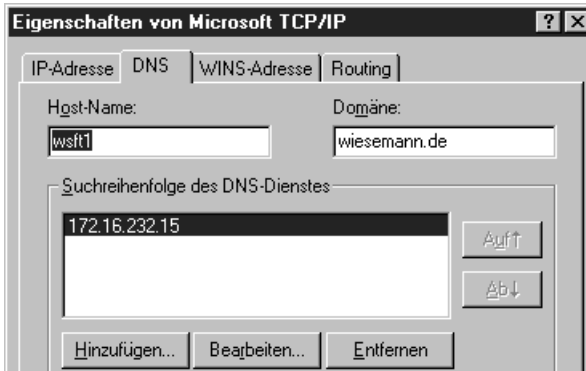 Eigenschaften von Microsoft TCP/IP
IP-Adresse DNS WINS-Adresse Routing
Host-Name: Domäne:
wsft1 wiesemann.de
Suchreihenfolge des DNS-Dienstes
172.16.232.15
Auf↑
Ab↓
Hinzufügen... Bearbeiten... Entfernen